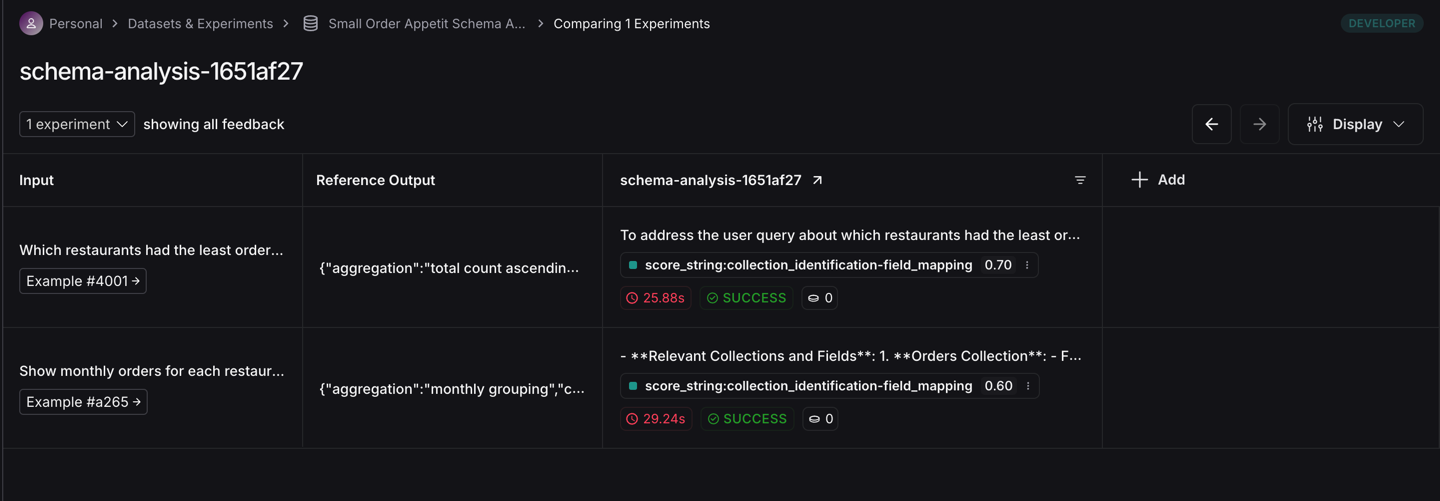 Personal > Datasets & Experiments > Small Order Appetit Schema A... > Comparing 1 Experiments
DEVELOPER
schema-analysis-1651af27
1 experiment showing all feedback
Display
Input
Reference Output
schema-analysis-1651af27
Add
Which restaurants had the least order...
Example #4001
{"aggregation":"total count ascendin...
To address the user query about which restaurants had the least or...
score_string:collection_identification-field_mapping 0.70
25.88s SUCCESS 0
Show monthly orders for each restaur...
Example #a265
{"aggregation":"monthly grouping","c...
- **Relevant Collections and Fields**: 1. **Orders Collection**: - F...
score_string:collection_identification-field_mapping 0.60
29.24s SUCCESS 0